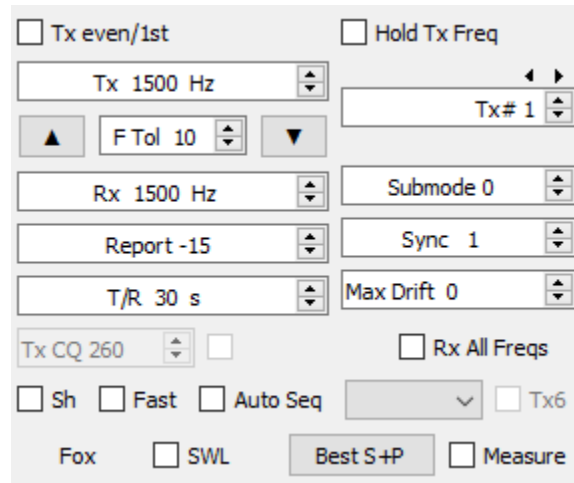 Tx even/1st Hold Tx Freq
Tx 1500 Hz
Tx# 1
F Tol 10
Rx 1500 Hz Submode 0
Report -15 Sync 1
T/R 30 s Max Drift 0
Tx CQ 260 Rx All Freqs
Sh Fast Auto Seq Tx6
Fox SWL Best S+P Measure